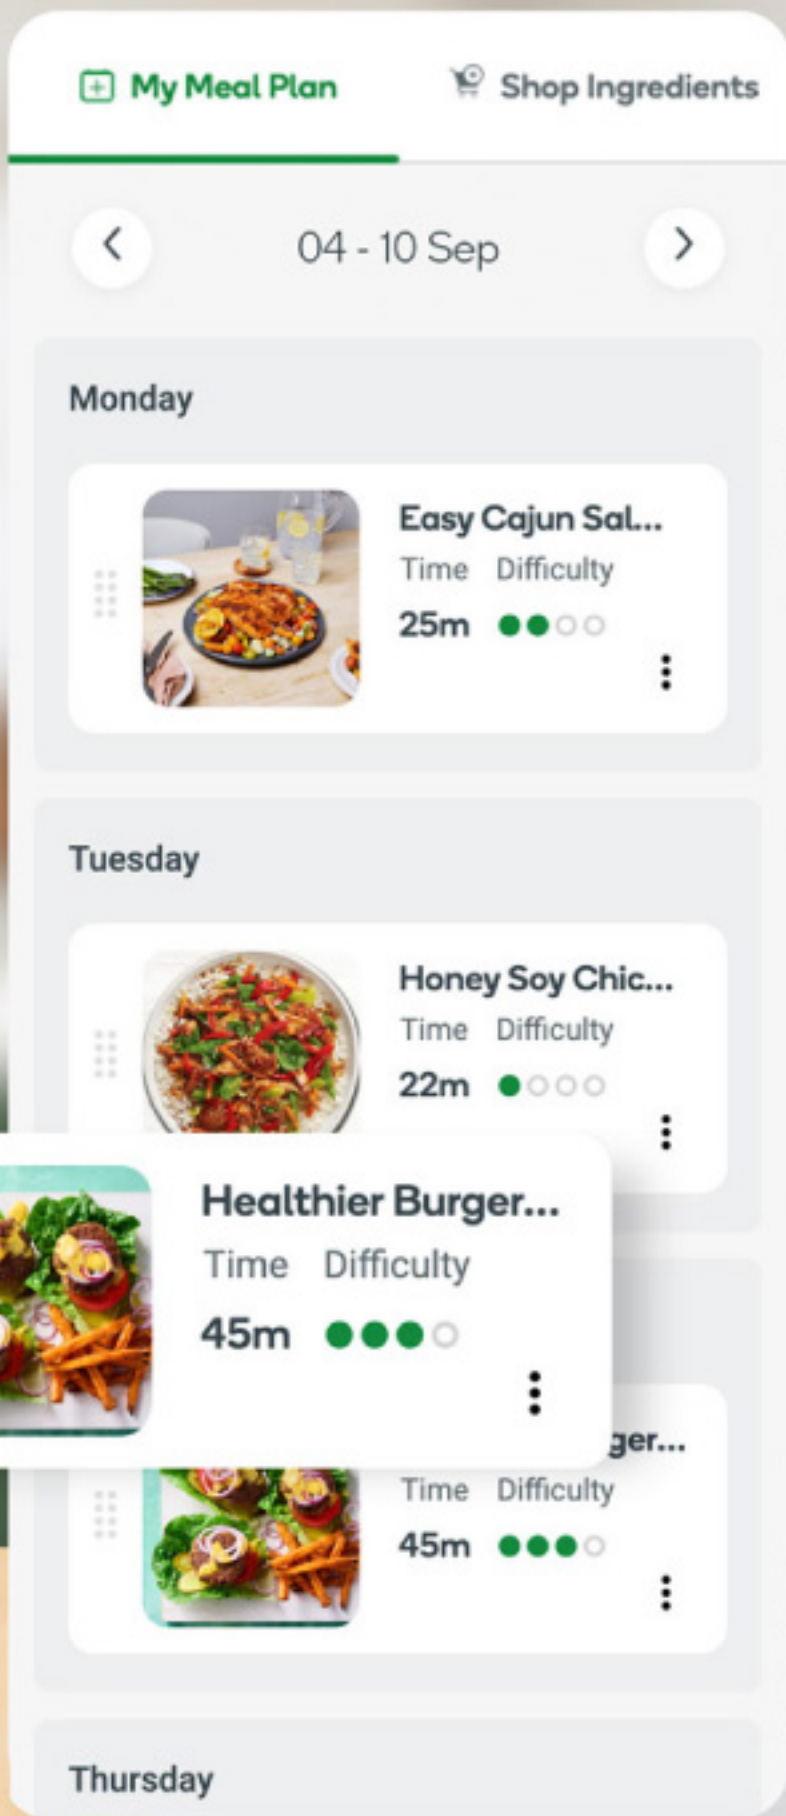 My Meal Plan
Shop Ingredients
04 - 10 Sep
Monday
Easy Cajun Sal...
Time Difficulty
25m
Tuesday
Honey Soy Chic...
Time Difficulty
22m
Healthier Burger...
Time Difficulty
45m
ger...
Time Difficulty
45m
Thursday